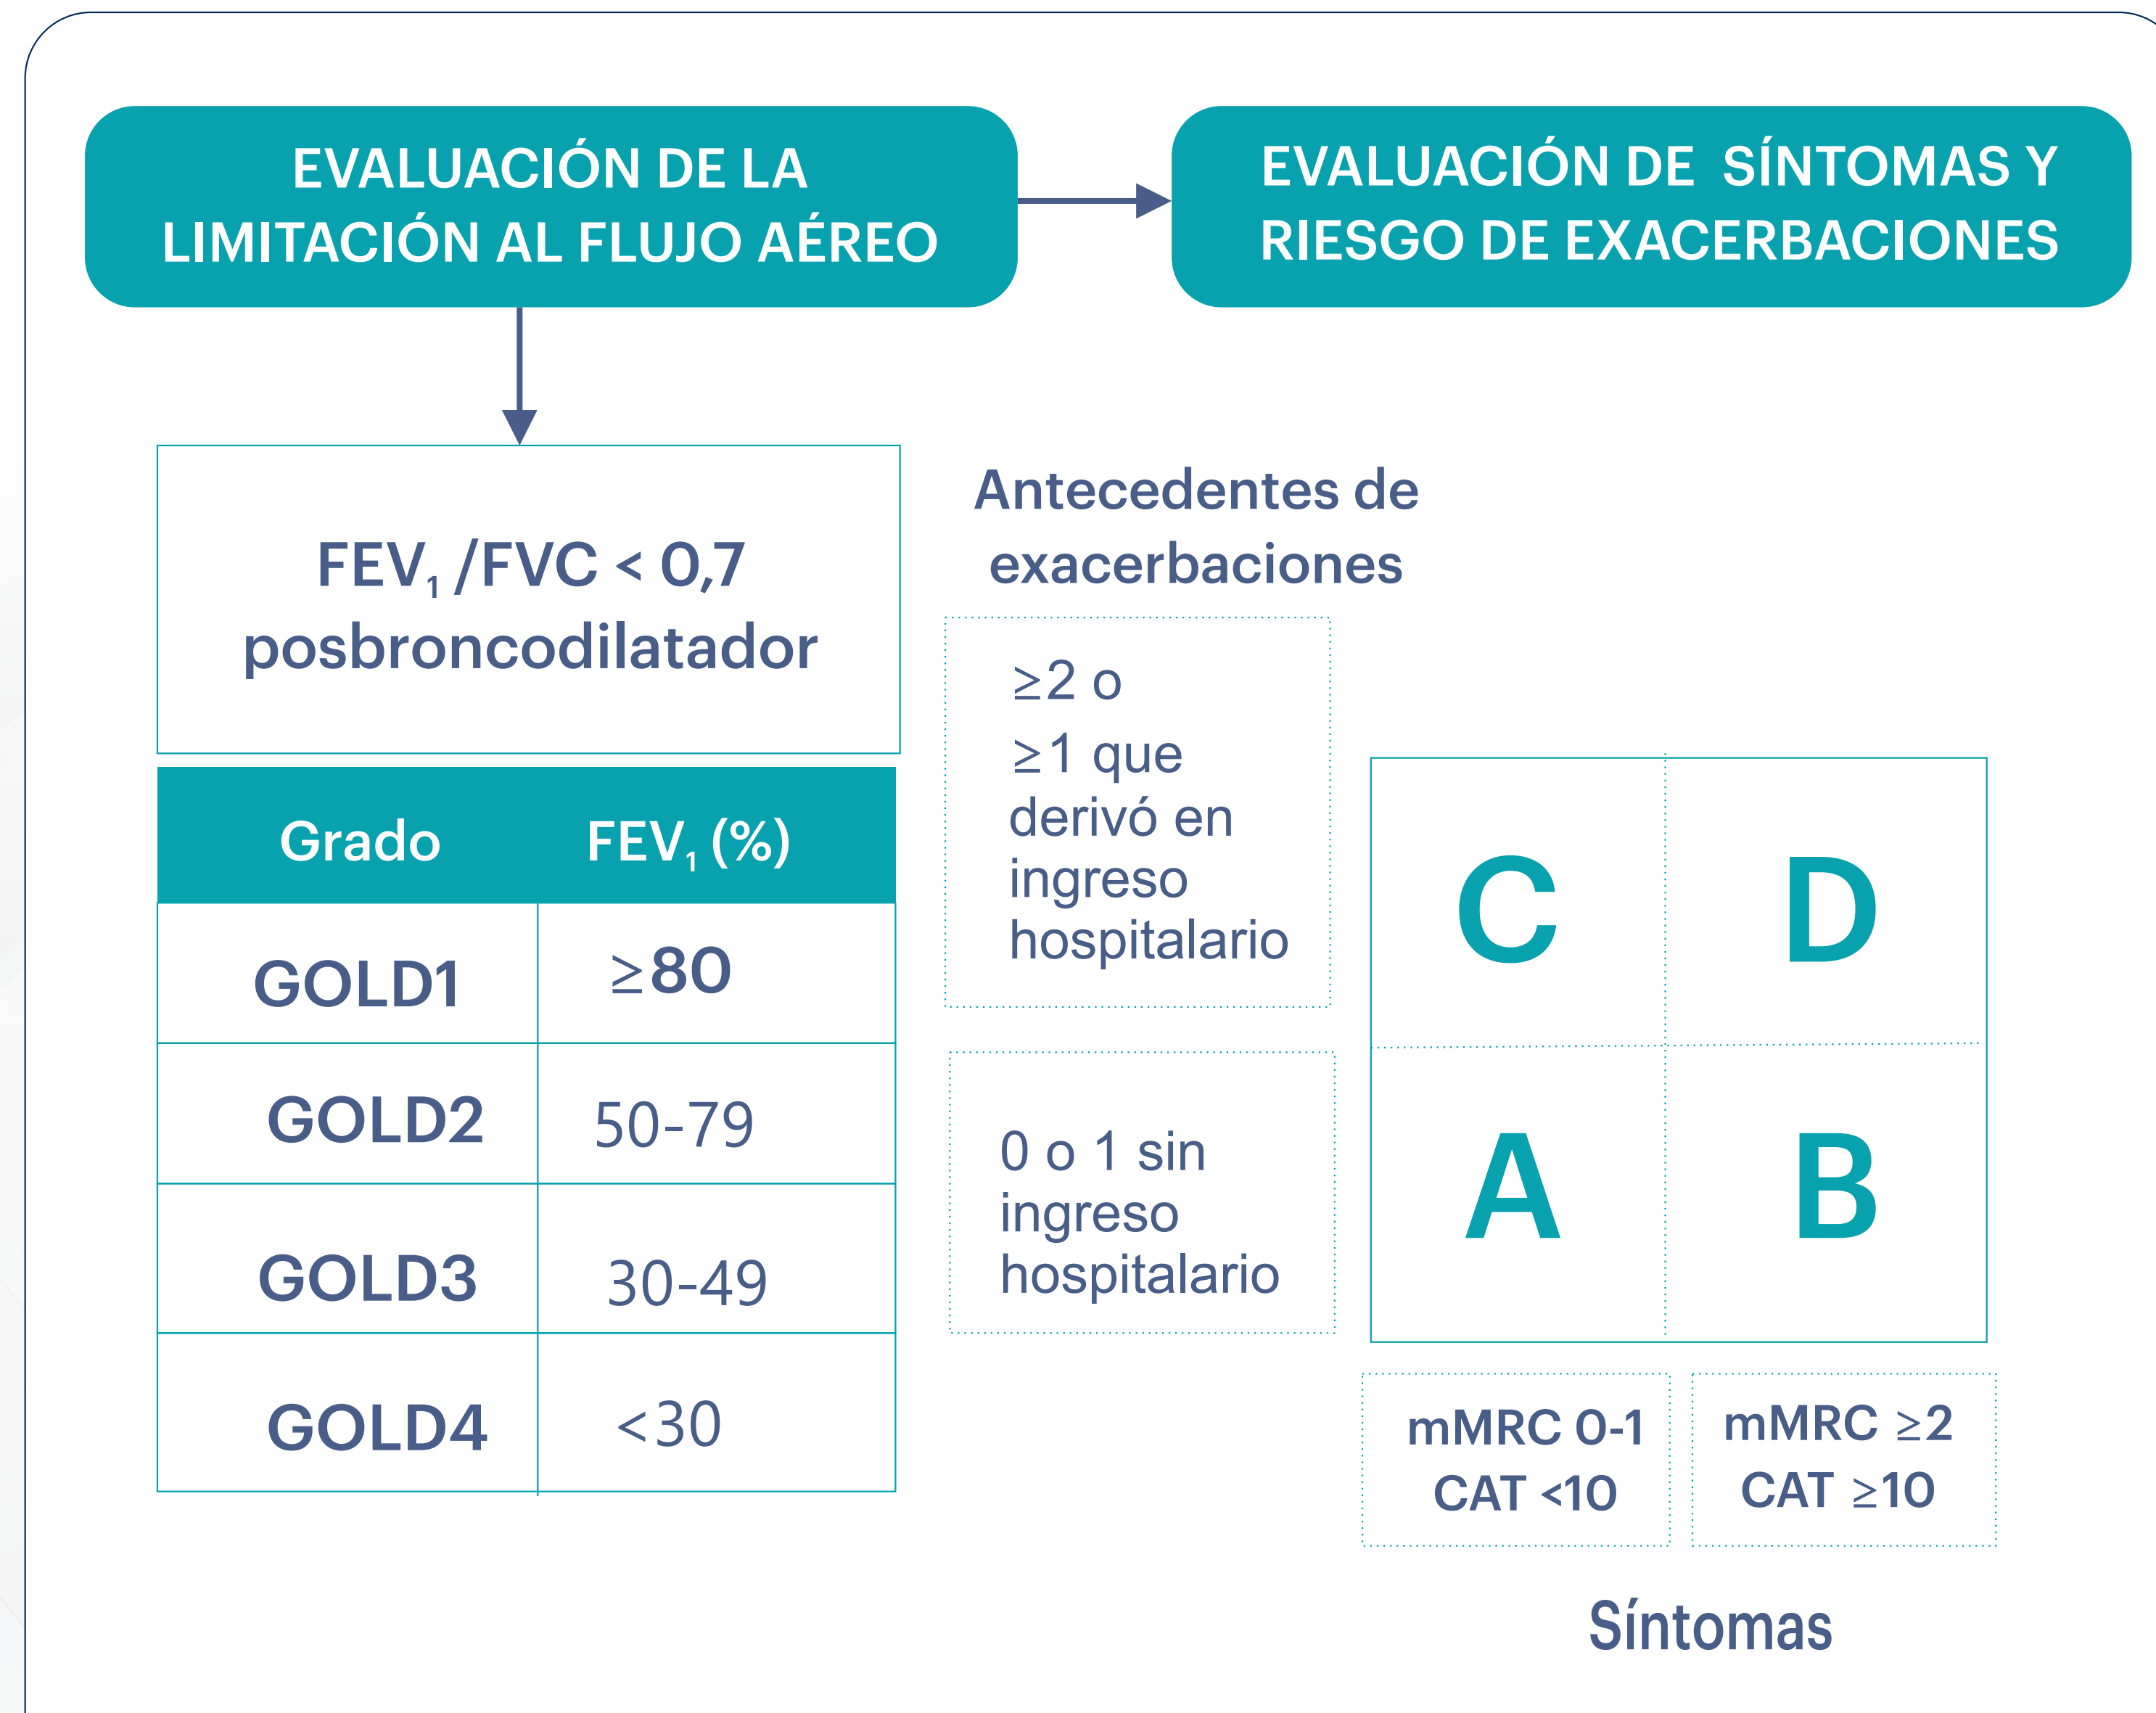 EVALUACIÓN DE LA
LIMITACIÓN AL FLUJO AÉREO
EVALUACIÓN DE SÍNTOMAS Y
RIESGO DE EXACERBACIONES
FEV₁ /FVC < 0,7
posbroncodilatador
Grado FEV₁ (%)
GOLD1 ≥80
GOLD2 50-79
GOLD3 30-49
GOLD4 <30
Antecedentes de
exacerbaciones
≥2 o
≥1 que
derivó en
ingreso
hospitalario
0 o 1 sin
ingreso
hospitalario
C D
A B
mMRC 0-1
CAT <10
mMRC ≥2
CAT ≥10
Síntomas